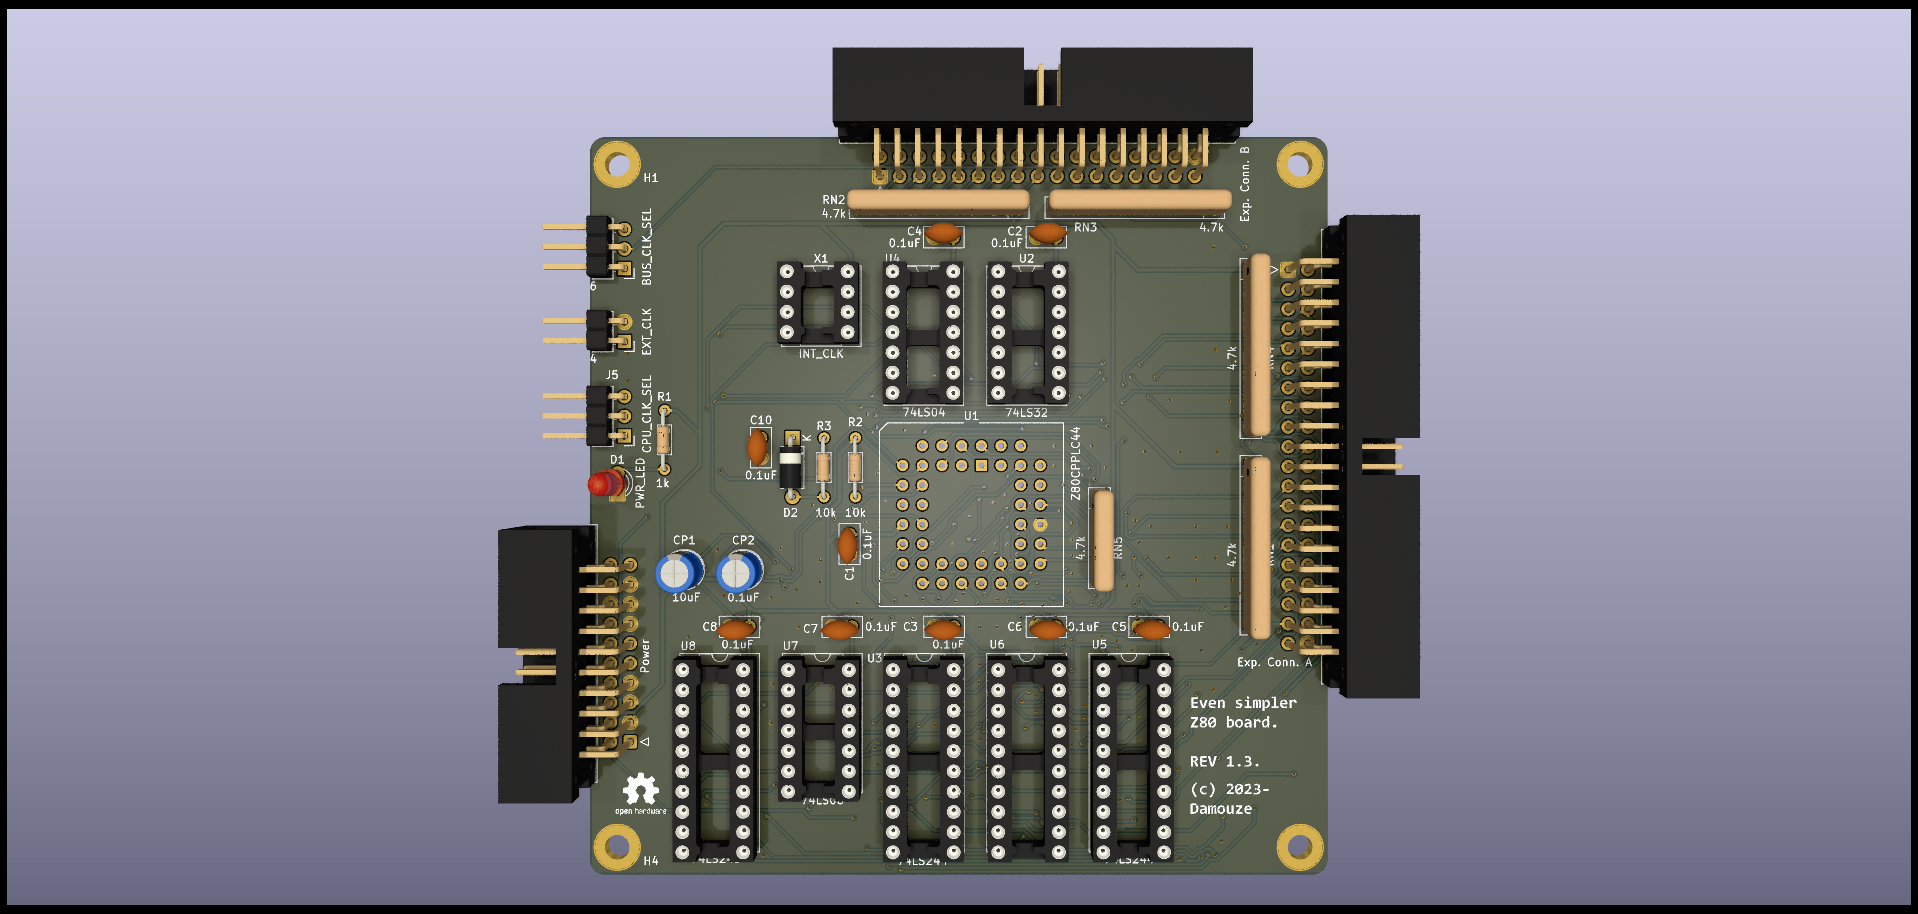 H1
Exp. Conn. B
BUS_CLK_SEL
6
RN2
4.7k
RN3
4.7k
C4
0.1uF
C2
0.1uF
X1
U4
U2
INT_CLK
EXT_CLK
4
J5
CPU_CLK_SEL
R1
1k
D1
PWR_LED
74LS04
74LS32
U1
Z80CPPLC44
C10
0.1uF
K
D2
R3
10k
R2
10k
C1
0.1uF
4.7k
4.7k
RN5
4.7k
CP1
10uF
CP2
0.1uF
C8
0.1uF
C7
0.1uF
C3
0.1uF
C6
0.1uF
C5
0.1uF
Power
U8
U7
U3
U6
U5
Exp. Conn. A
Even simpler
Z80 board.
REV 1.3.
(c) 2023-
Damouze
open hardware
H4